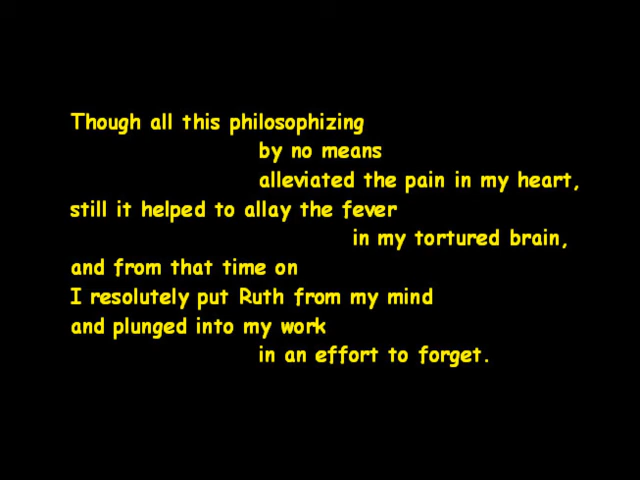 Though all this philosophizing
by no means
alleviated the pain in my heart,
still it helped to allay the fever
in my tortured brain,
and from that time on
I resolutely put Ruth from my mind
and plunged into my work
in an effort to forget.